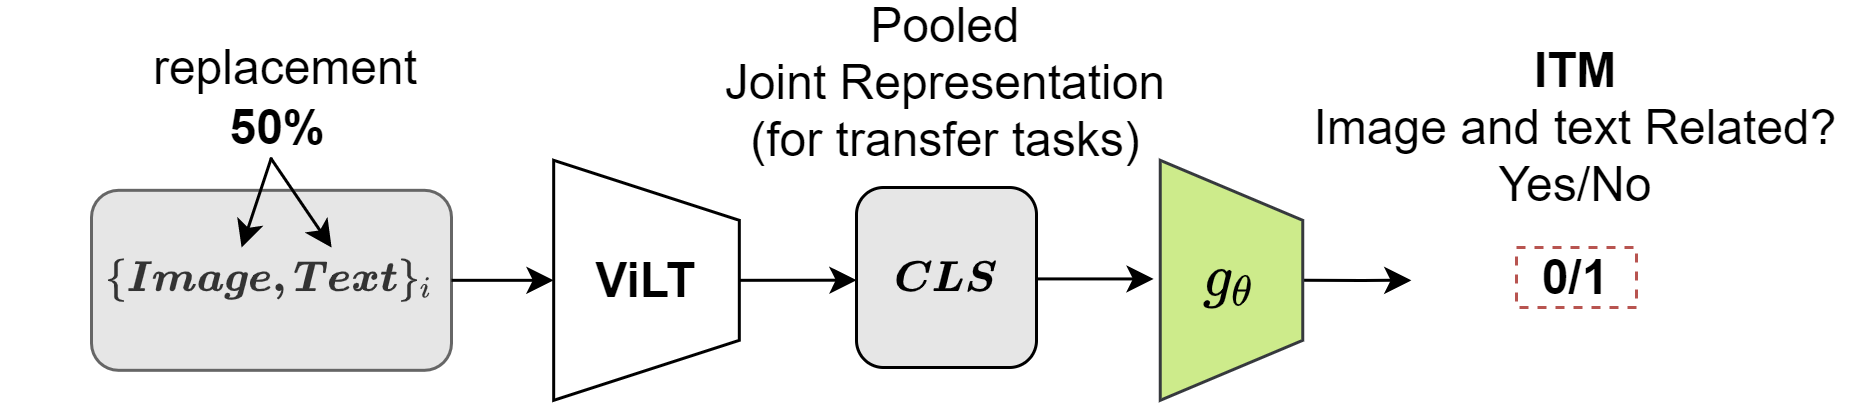 replacement
50%
{Image, Text}i
ViLT
Pooled
Joint Representation
(for transfer tasks)
CLS
gθ
ITM
Image and text Related?
Yes/No
0/1